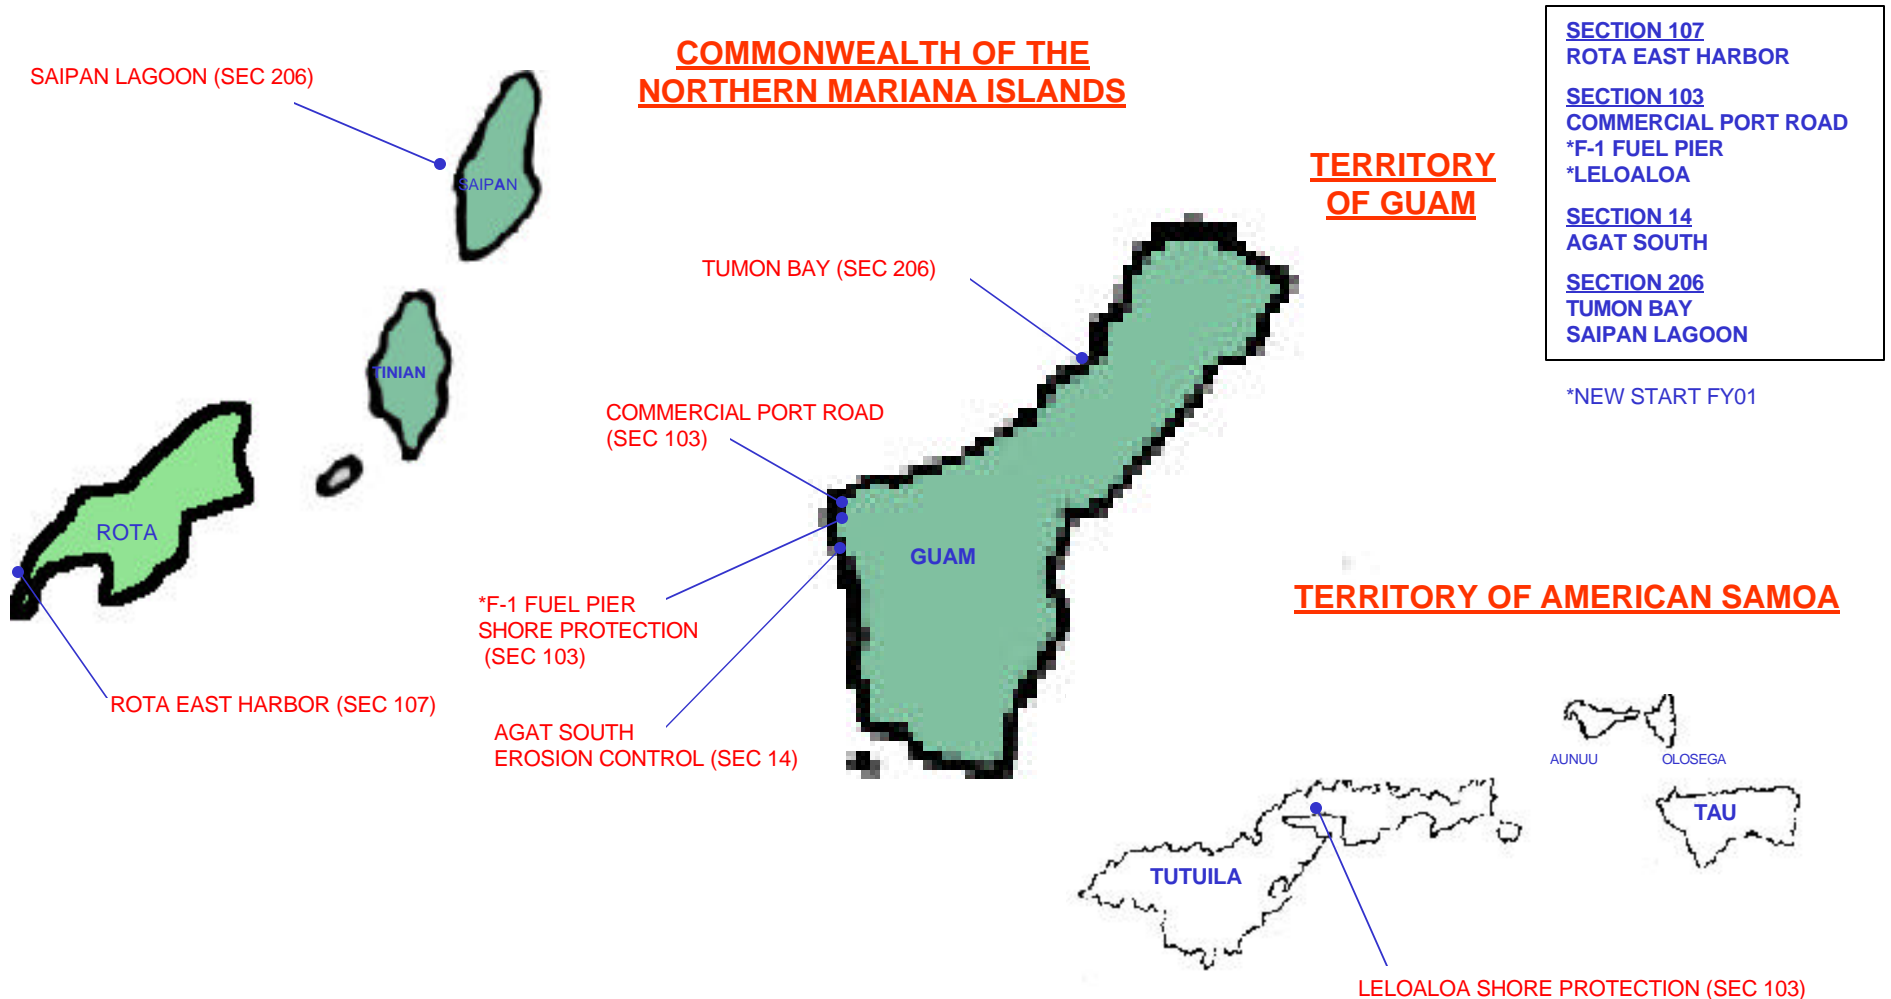 COMMONWEALTH OF THE
NORTHERN MARIANA ISLANDS
SAIPAN LAGOON (SEC 206)
SAIPAN
TINIAN
ROTA
ROTA EAST HARBOR (SEC 107)
TERRITORY
OF GUAM
TUMON BAY (SEC 206)
COMMERCIAL PORT ROAD
(SEC 103)
GUAM
*F-1 FUEL PIER
SHORE PROTECTION
(SEC 103)
AGAT SOUTH
EROSION CONTROL (SEC 14)
SECTION 107
ROTA EAST HARBOR
SECTION 103
COMMERCIAL PORT ROAD
*F-1 FUEL PIER
*LELOALOA
SECTION 14
AGAT SOUTH
SECTION 206
TUMON BAY
SAIPAN LAGOON
*NEW START FY01
TERRITORY OF AMERICAN SAMOA
AUNUU
OLOSEGA
TAU
TUTUILA
LELOALOA SHORE PROTECTION (SEC 103)